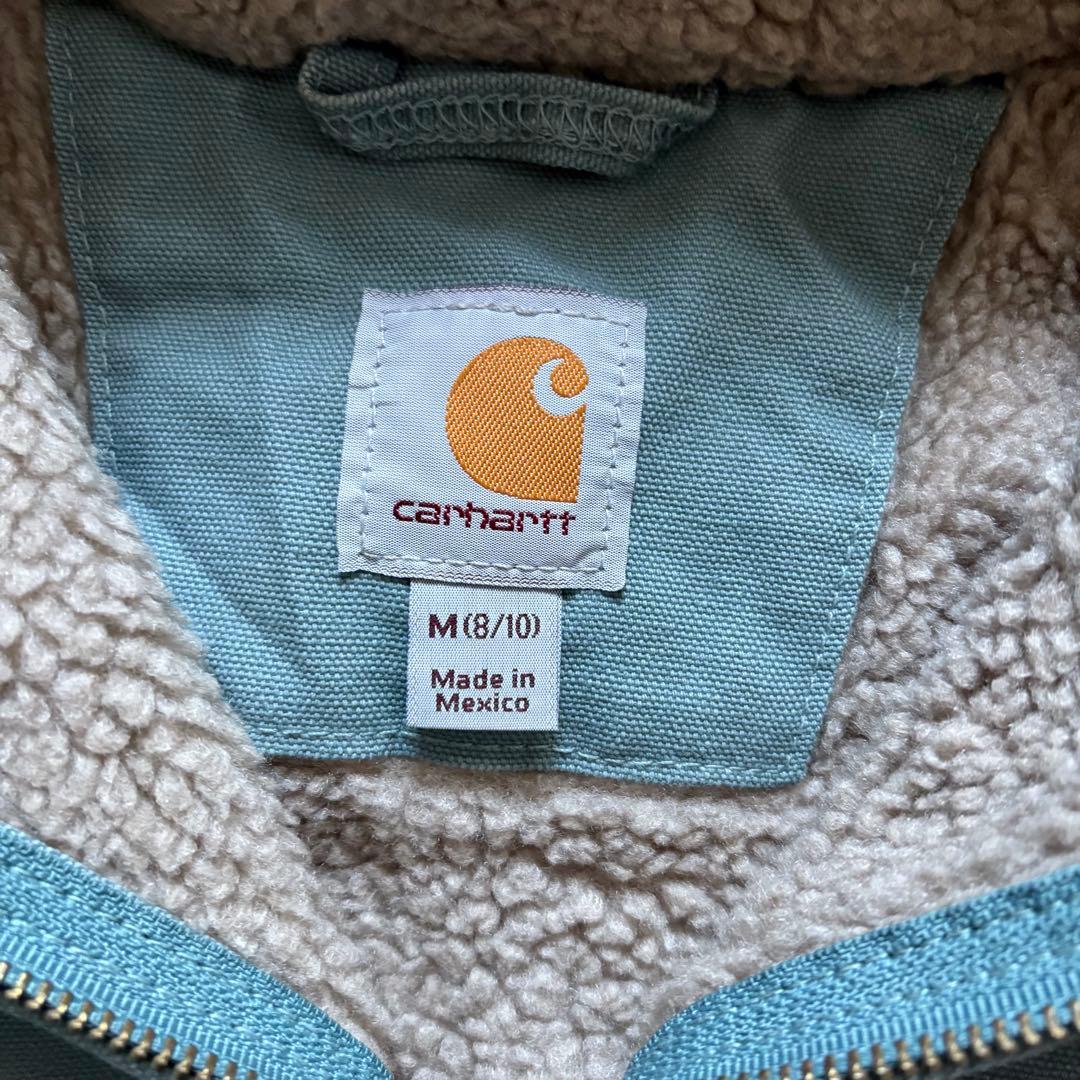 carhartt
M (8/10)
Made in
Mexico